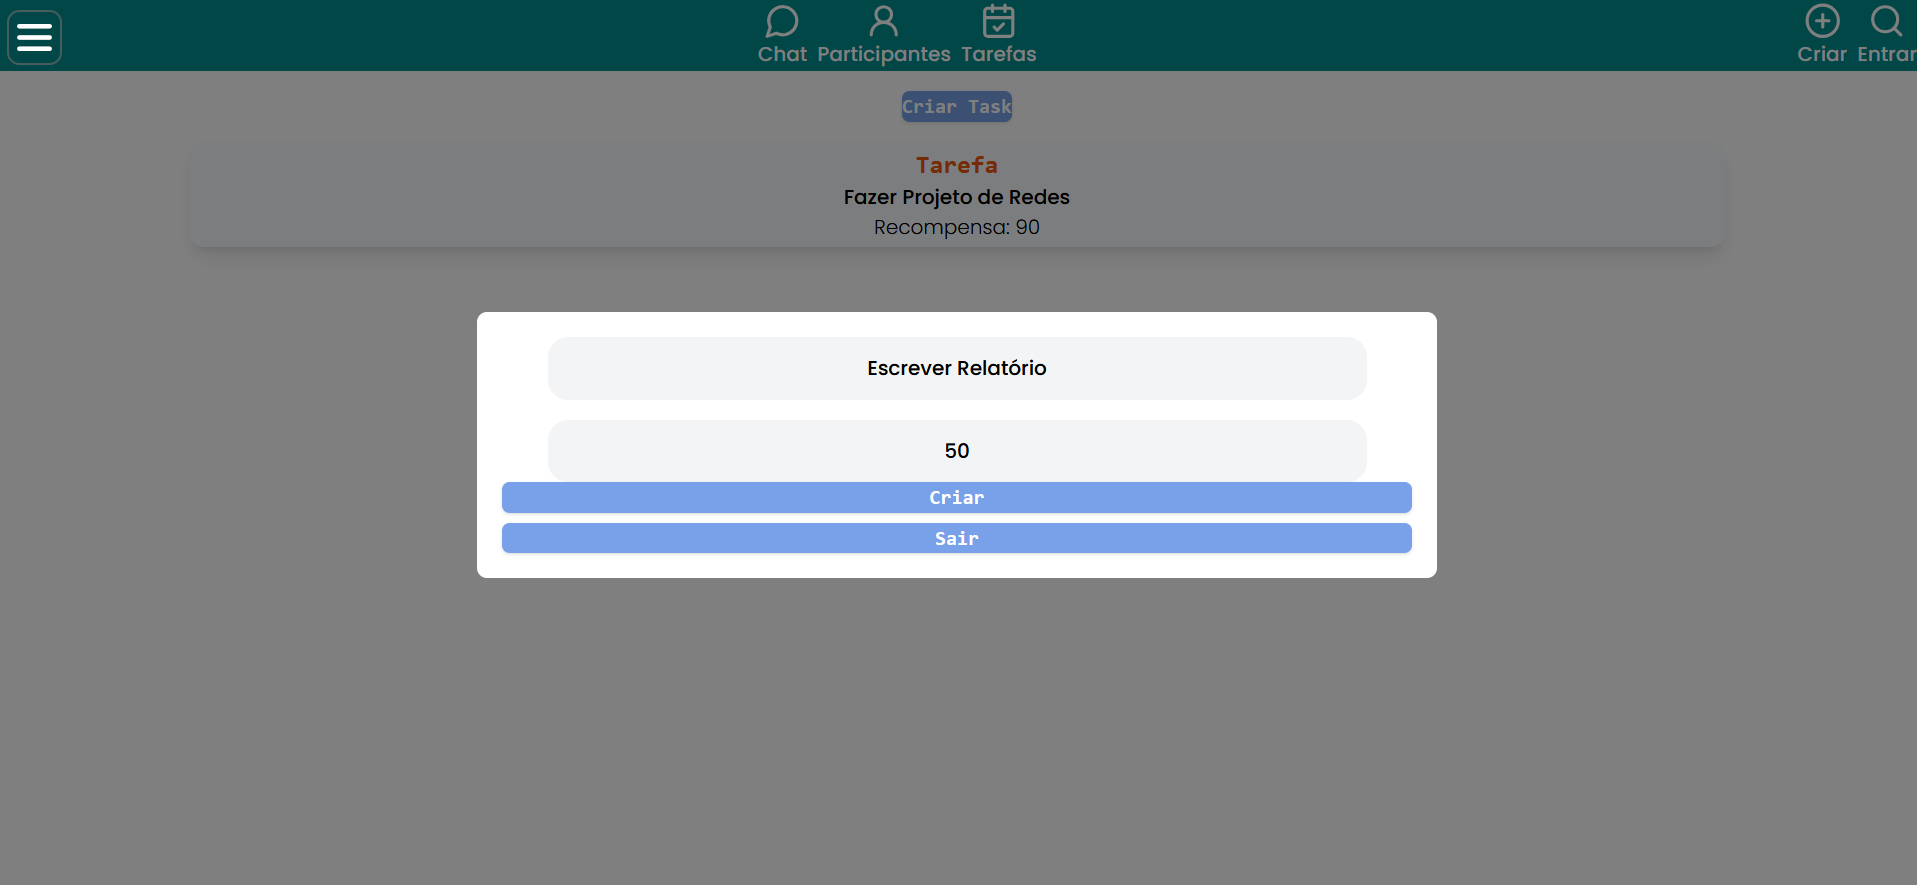 Chat Participantes Tarefas
Criar Entrar
Criar Task
Tarefa
Fazer Projeto de Redes
Recompensa: 90
Escrever Relatório
50
Criar
Sair